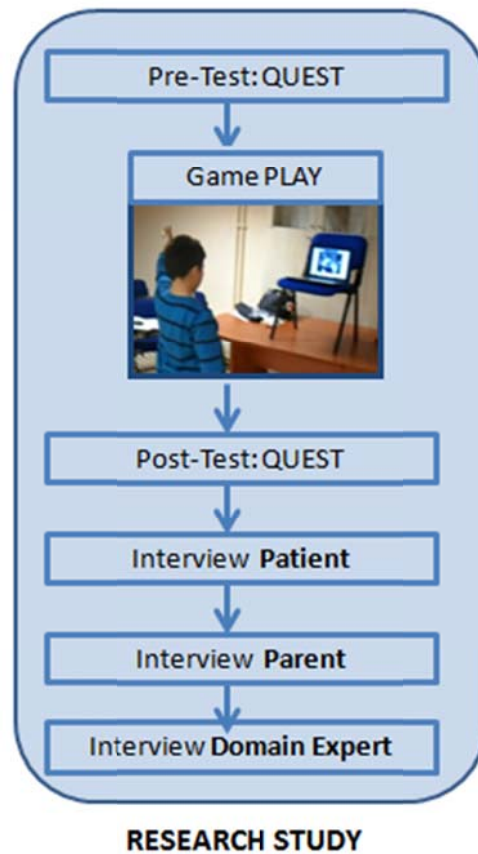 Pre-Test: QUEST
Game PLAY
Post-Test: QUEST
Interview Patient
Interview Parent
Interview Domain Expert
RESEARCH STUDY